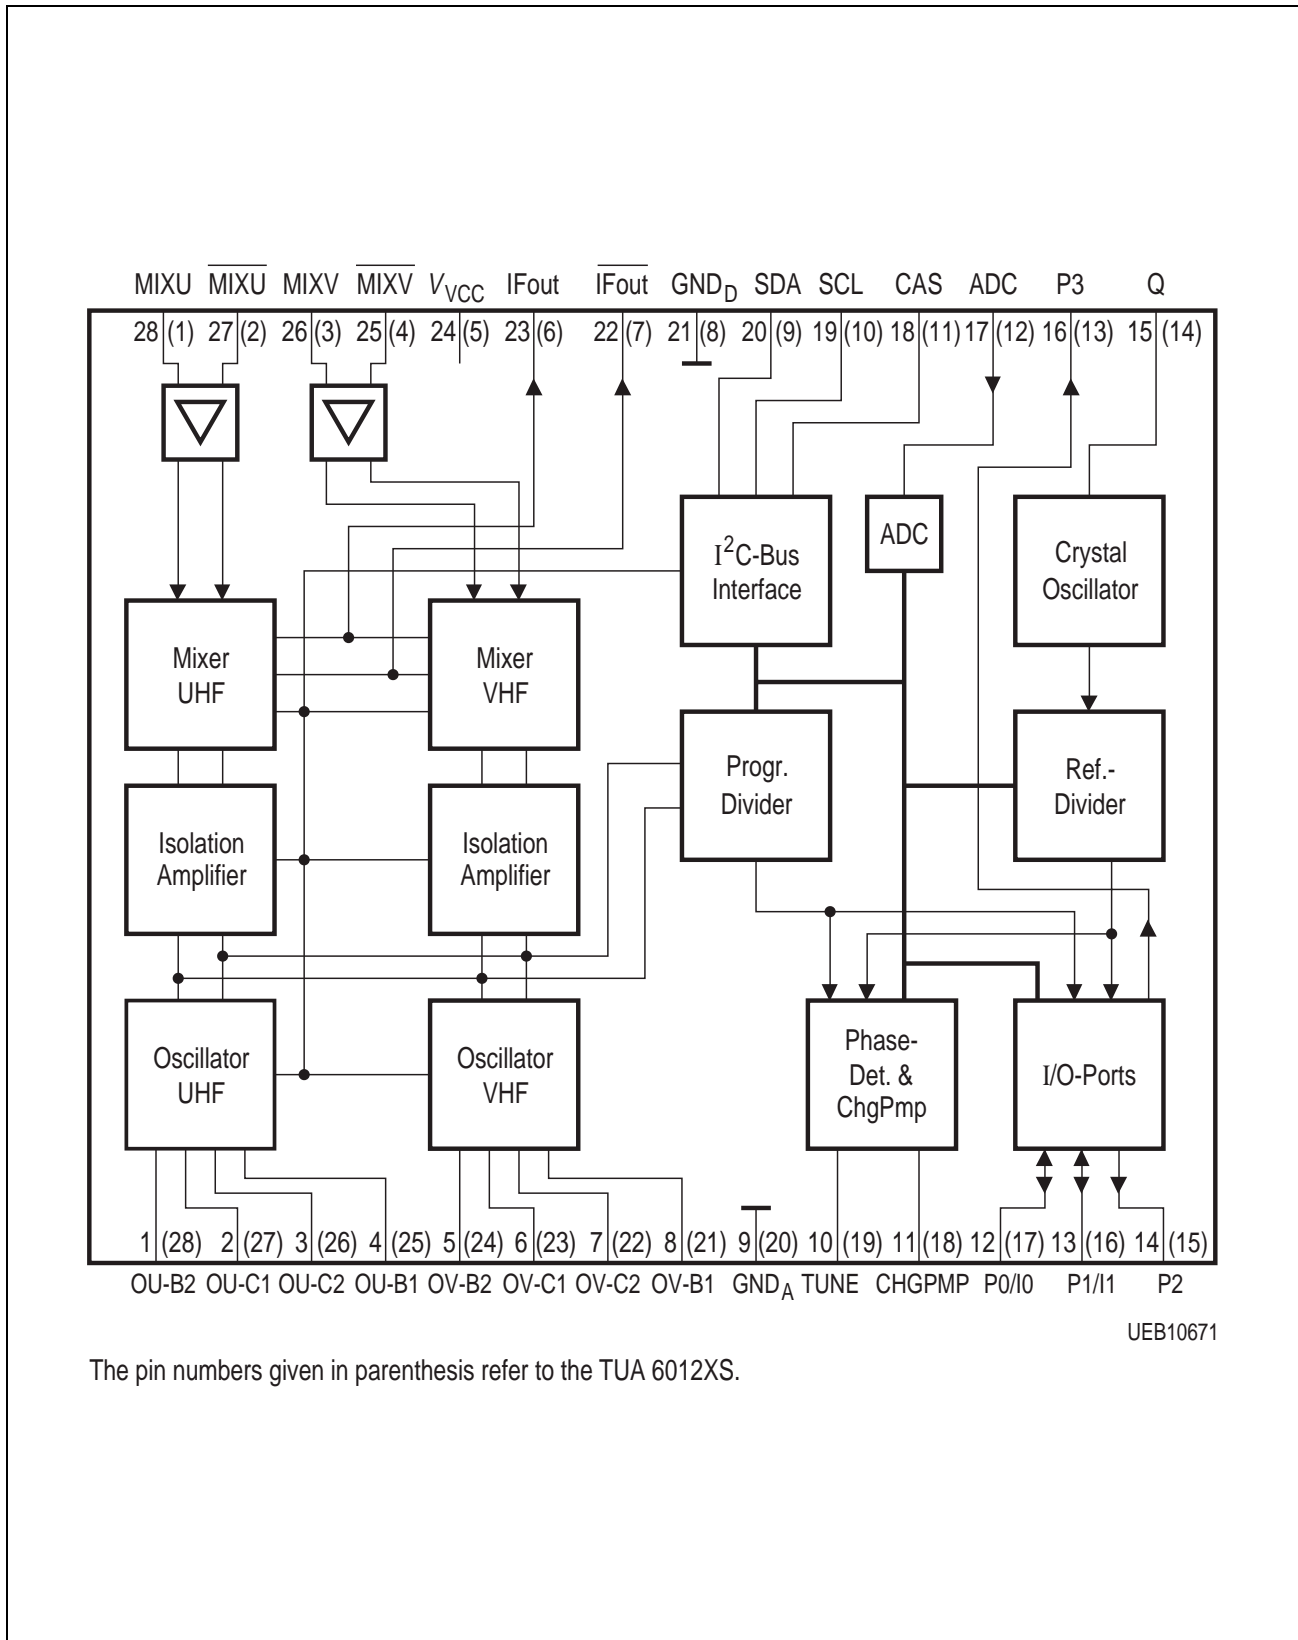 MIXU MIXU MIXV MIXV VVCC IFout IFout GNDD SDA SCL CAS ADC P3 Q
28 (1) 27 (2) 26 (3) 25 (4) 24 (5) 23 (6) 22 (7) 21 (8) 20 (9) 19 (10) 18 (11) 17 (12) 16 (13) 15 (14)
I2C-Bus
Interface
ADC
Crystal
Oscillator
Mixer
UHF
Mixer
VHF
Progr.
Divider
Ref.-
Divider
Isolation
Amplifier
Isolation
Amplifier
Oscillator
UHF
Oscillator
VHF
Phase-
Det. &
ChgPmp
I/O-Ports
1 (28) 2 (27) 3 (26) 4 (25) 5 (24) 6 (23) 7 (22) 8 (21) 9 (20) 10 (19) 11 (18) 12 (17) 13 (16) 14 (15)
OU-B2 OU-C1 OU-C2 OU-B1 OV-B2 OV-C1 OV-C2 OV-B1 GNDA TUNE CHGPMP P0/I0 P1/I1 P2
UEB10671
The pin numbers given in parenthesis refer to the TUA 6012XS.